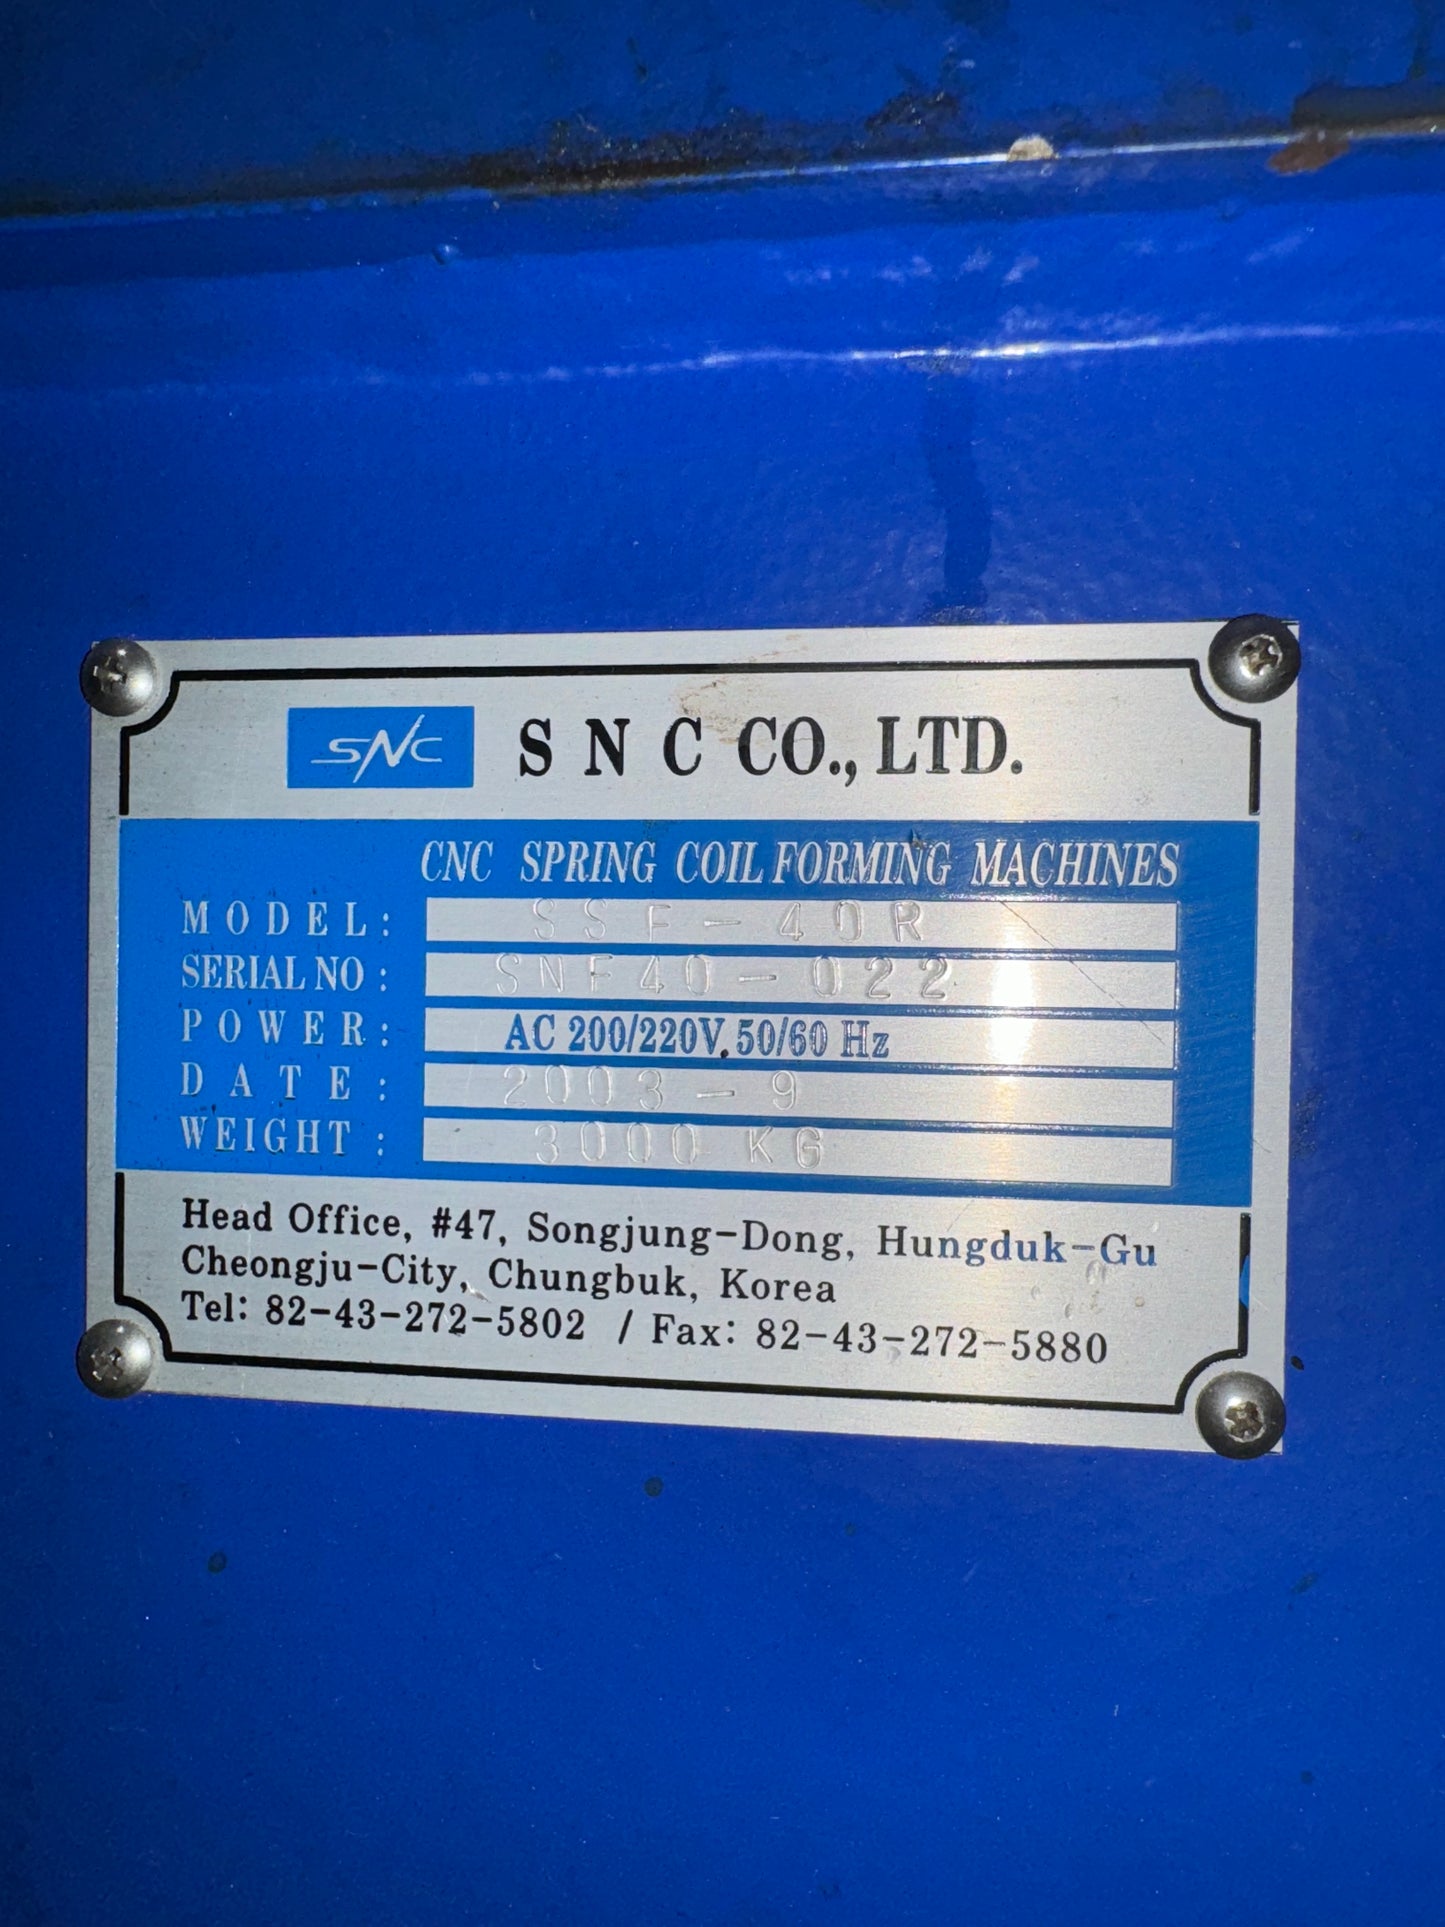 SNC S N C CO., LTD.
CNC SPRING COIL FORMING MACHINES
MODEL: SSF-40R
SERIAL NO: SNF40-022
POWER: AC 200/220V, 50/60 Hz
DATE: 2003-9
WEIGHT: 3000 KG
Head Office, #47, Songjung-Dong, Hungduk-Gu
Cheongju-City, Chungbuk, Korea
Tel: 82-43-272-5802 / Fax: 82-43-272-5880